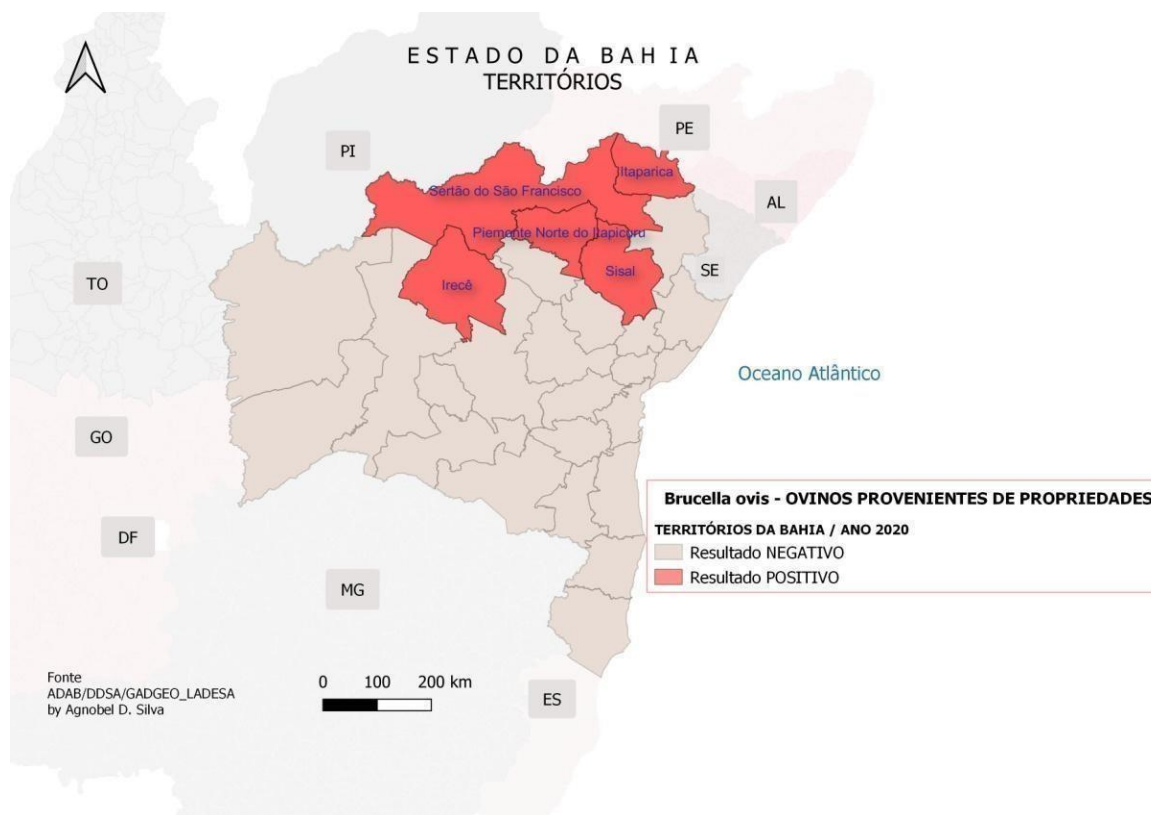 ESTADO DA BAHIA
TERRITÓRIOS
PE
PI
Itaparica
Sertão do São Francisco
AL
Piemonte Norte do Itapicuru
SE
Sisal
TO
Irecê
Oceano Atlântico
GO
Brucella ovis - OVINOS PROVENIENTES DE PROPRIEDADES
TERRITÓRIOS DA BAHIA / ANO 2020
DF
Resultado NEGATIVO
Resultado POSITIVO
MG
Fonte
ADAB/DDSA/GADGEO_LADESA
by Agnobel D. Silva
0 100 200 km
ES